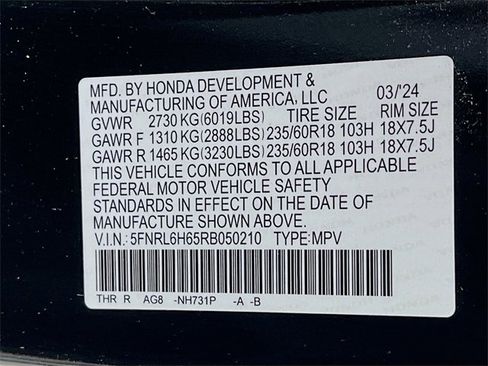 MFD. BY HONDA DEVELOPMENT &
MANUFACTURING OF AMERICA, LLC 03/'24
GVWR 2730 KG(6019LBS) TIRE SIZE RIM SIZE
GAWR F 1310 KG(2888LBS) 235/60R18 103H 18X7.5J
GAWR R 1465 KG(3230LBS) 235/60R18 103H 18X7.5J
THIS VEHICLE CONFORMS TO ALL APPLICABLE
FEDERAL MOTOR VEHICLE SAFETY
STANDARDS IN EFFECT ON THE DATE OF
MANUFACTURE SHOWN ABOVE.
V.I.N.: 5FNRL6H65RB050210 TYPE:MPV
THR R AG8 -NH731P -A -B